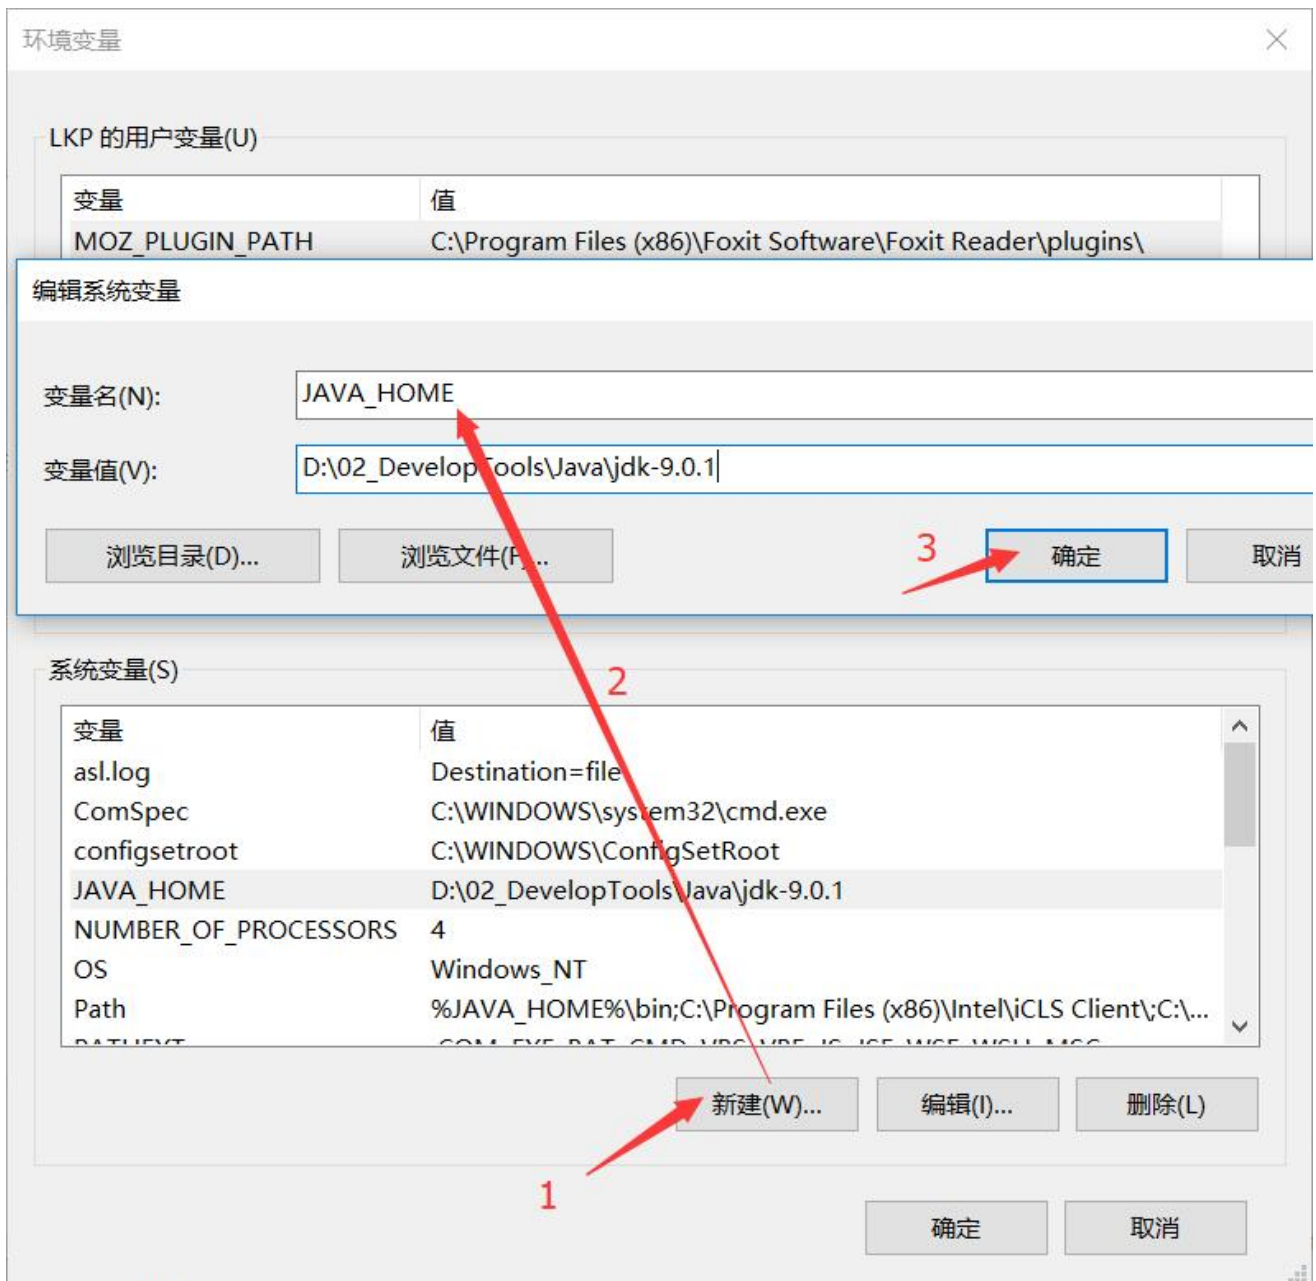 环境变量
LKP 的用户变量(U)
变量 值
MOZ_PLUGIN_PATH C:\Program Files (x86)\Foxit Software\Foxit Reader\plugins\
编辑系统变量
变量名(N): JAVA_HOME
变量值(V): D:\02_DevelopTools\Java\jdk-9.0.1
浏览目录(D)... 浏览文件(F)... 3 确定 取消
系统变量(S)
2
变量 值
asl.log Destination=file
ComSpec C:\WINDOWS\system32\cmd.exe
configsetroot C:\WINDOWS\ConfigSetRoot
JAVA_HOME D:\02_DevelopTools\Java\jdk-9.0.1
NUMBER_OF_PROCESSORS 4
OS Windows_NT
Path %JAVA_HOME%\bin;C:\Program Files (x86)\Intel\iCLS Client\;C:\...
新建(W)... 编辑(I)... 删除(L)
1
确定 取消